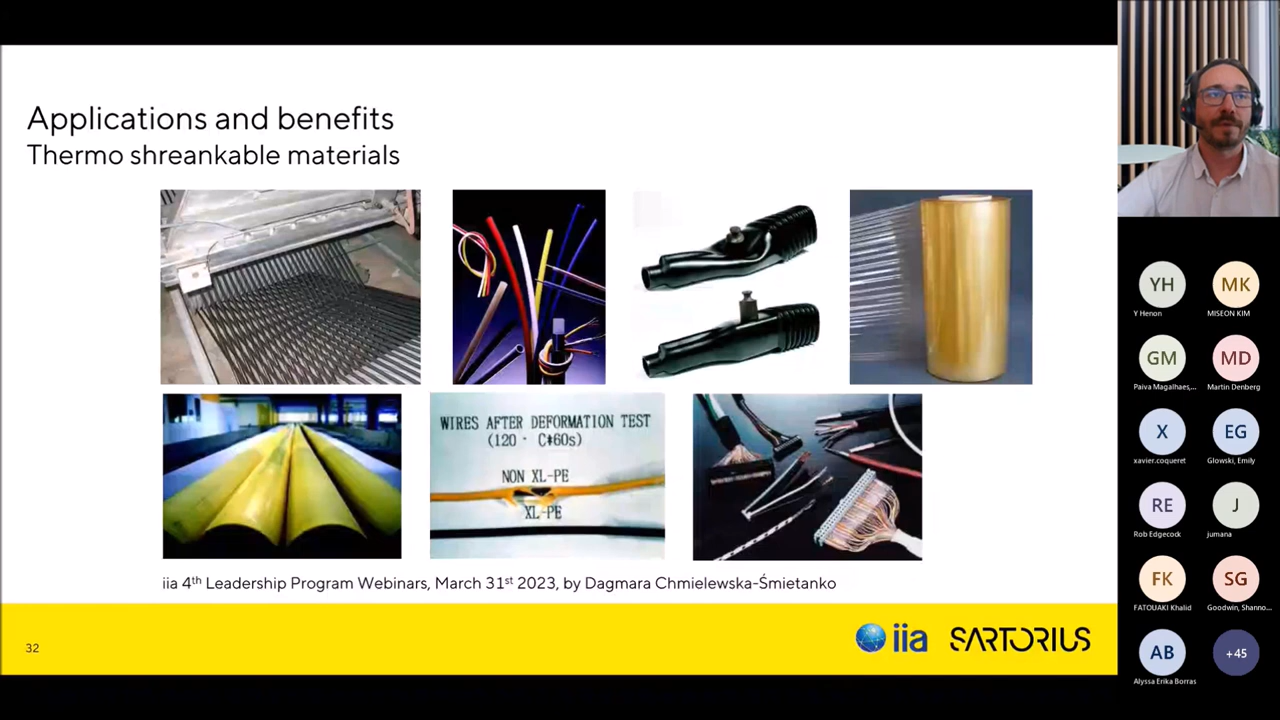 Applications and benefits
Thermo shreankable materials
WIRES AFTER DEFORMATION TEST
(120 · C*60s)
NON XL-PE
XL-PE
iia 4th Leadership Program Webinars, March 31st 2023, by Dagmara Chmielewska-Śmietanko
32
iia SARTORIUS
YH MK
Y Henon MISEON KIM
GM MD
Paiva Magalhaes,... Martin Denberg
X EG
xavier.coqueret Glowski, Emily
RE J
Rob Edgecock jumana
FK SG
FATOUAKI Khalid Goodwin, Shanno...
AB +45
Alyssa Erika Borras